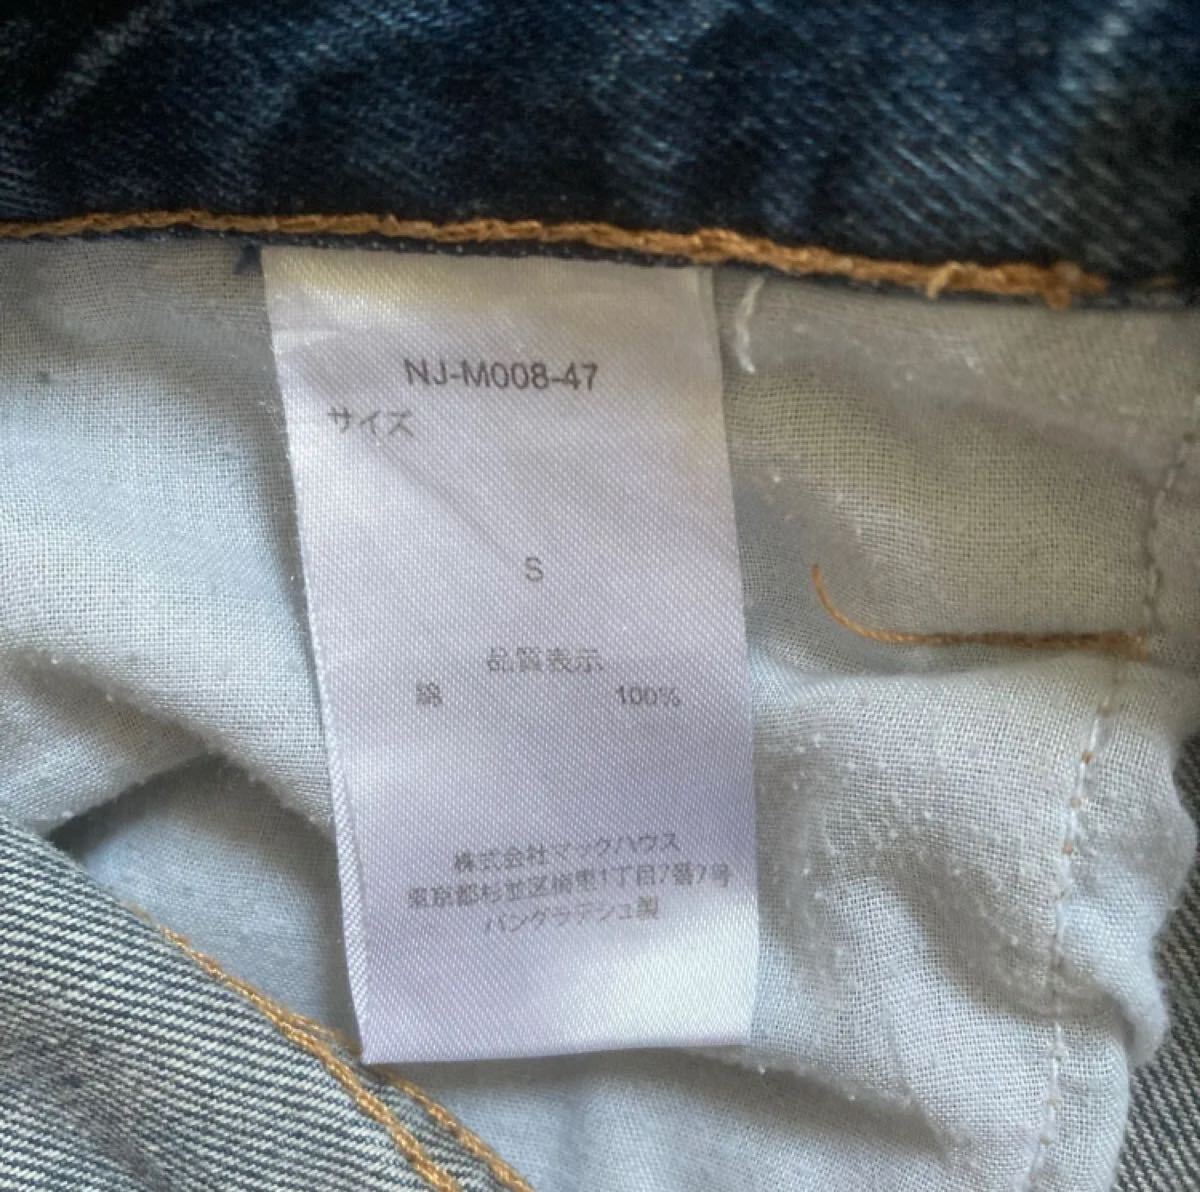 NJ-M008-47
サイズ
S
品質表示
綿 100%
株式会社マックハウス
東京都杉並区梅里1丁目7番7号
バングラデシュ製